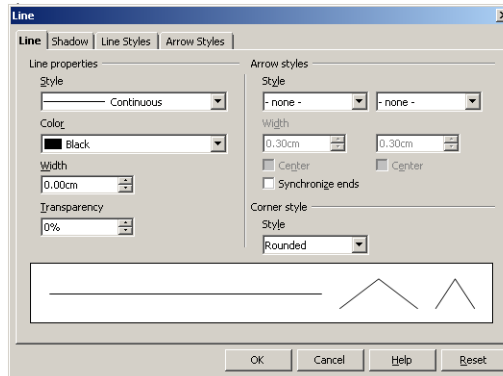 Line
Line Shadow Line Styles Arrow Styles
Line properties
Style
Continuous
Color
Black
Width
0.00cm
Transparency
0%
Arrow styles
Style
- none - - none -
Width
0.30cm 0.30cm
Center Center
Synchronize ends
Corner style
Style
Rounded
OK Cancel Help Reset